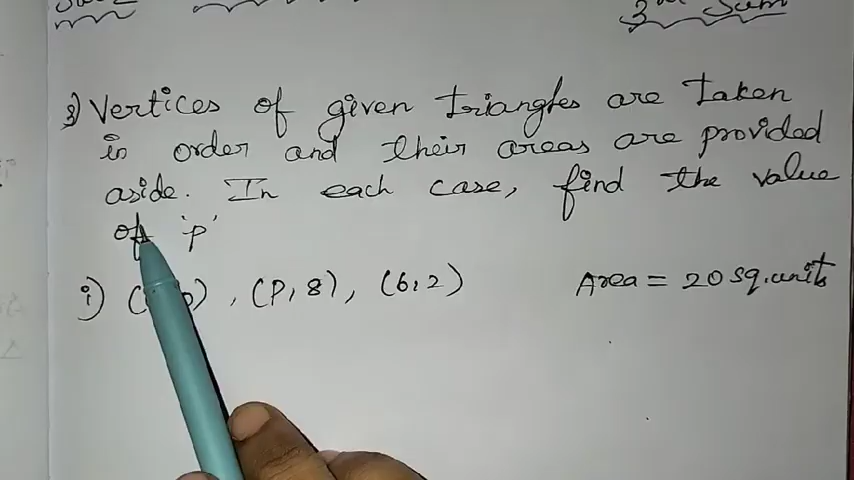 3) Vertices of given triangles are taken
in order and their areas are provided
aside. In each case, find the value
of 'p'
i) ( 0) , (P, 8), (6, 2) Area = 20 sq.units